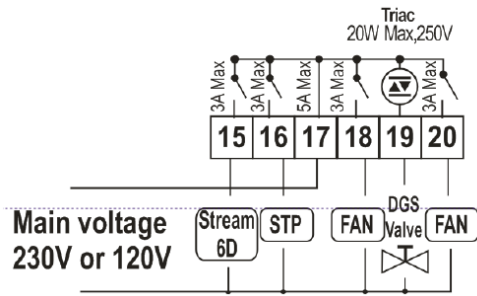 Triac
20W Max,250V
3A Max 3A Max 5A Max 3A Max 3A Max
15 16 17 18 19 20
Main voltage
230V or 120V
Stream
6D
STP
FAN
DGS
Valve
FAN